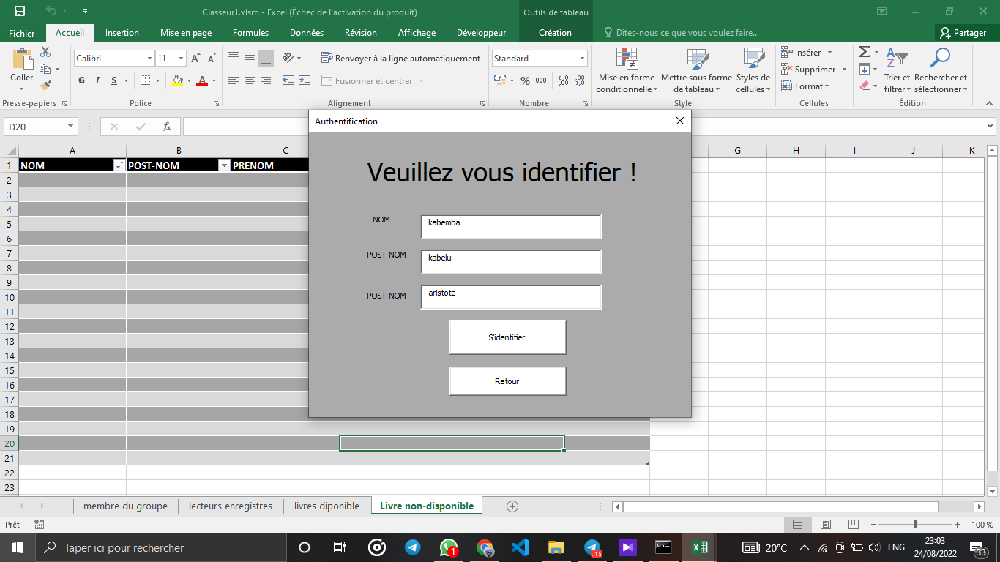 Classeur1.xlsm - Excel (Échec de l'activation du produit)
Outils de tableau
Fichier
Accueil
Insertion
Mise en page
Formules
Données
Révision
Affichage
Développeur
Création
Dites-nous ce que vous voulez faire..
Partager
Coller
Calibri
11
G I S
Renvoyer à la ligne automatiquement
Fusionner et centrer
Standard
% 000
Mise en forme
conditionnelle
Mettre sous forme
de tableau
Styles de
cellules
Insérer
Supprimer
Format
Trier et
filtrer
Rechercher et
sélectionner
Presse-papiers
Police
Alignement
Nombre
Style
Cellules
Édition
D20
fx
A B C G H I J K
1 NOM POST-NOM PRENOM
2
3
4
5
6
7
8
9
10
11
12
13
14
15
16
17
18
19
20
21
22
23
Authentification
Veuillez vous identifier !
NOM kabemba
POST-NOM kabelu
POST-NOM aristote
S'identifier
Retour
membre du groupe
lecteurs enregistres
livres diponible
Livre non-disponible
Prêt
100 %
Taper ici pour rechercher
1
..15
20°C
ENG
23:03
24/08/2022
33